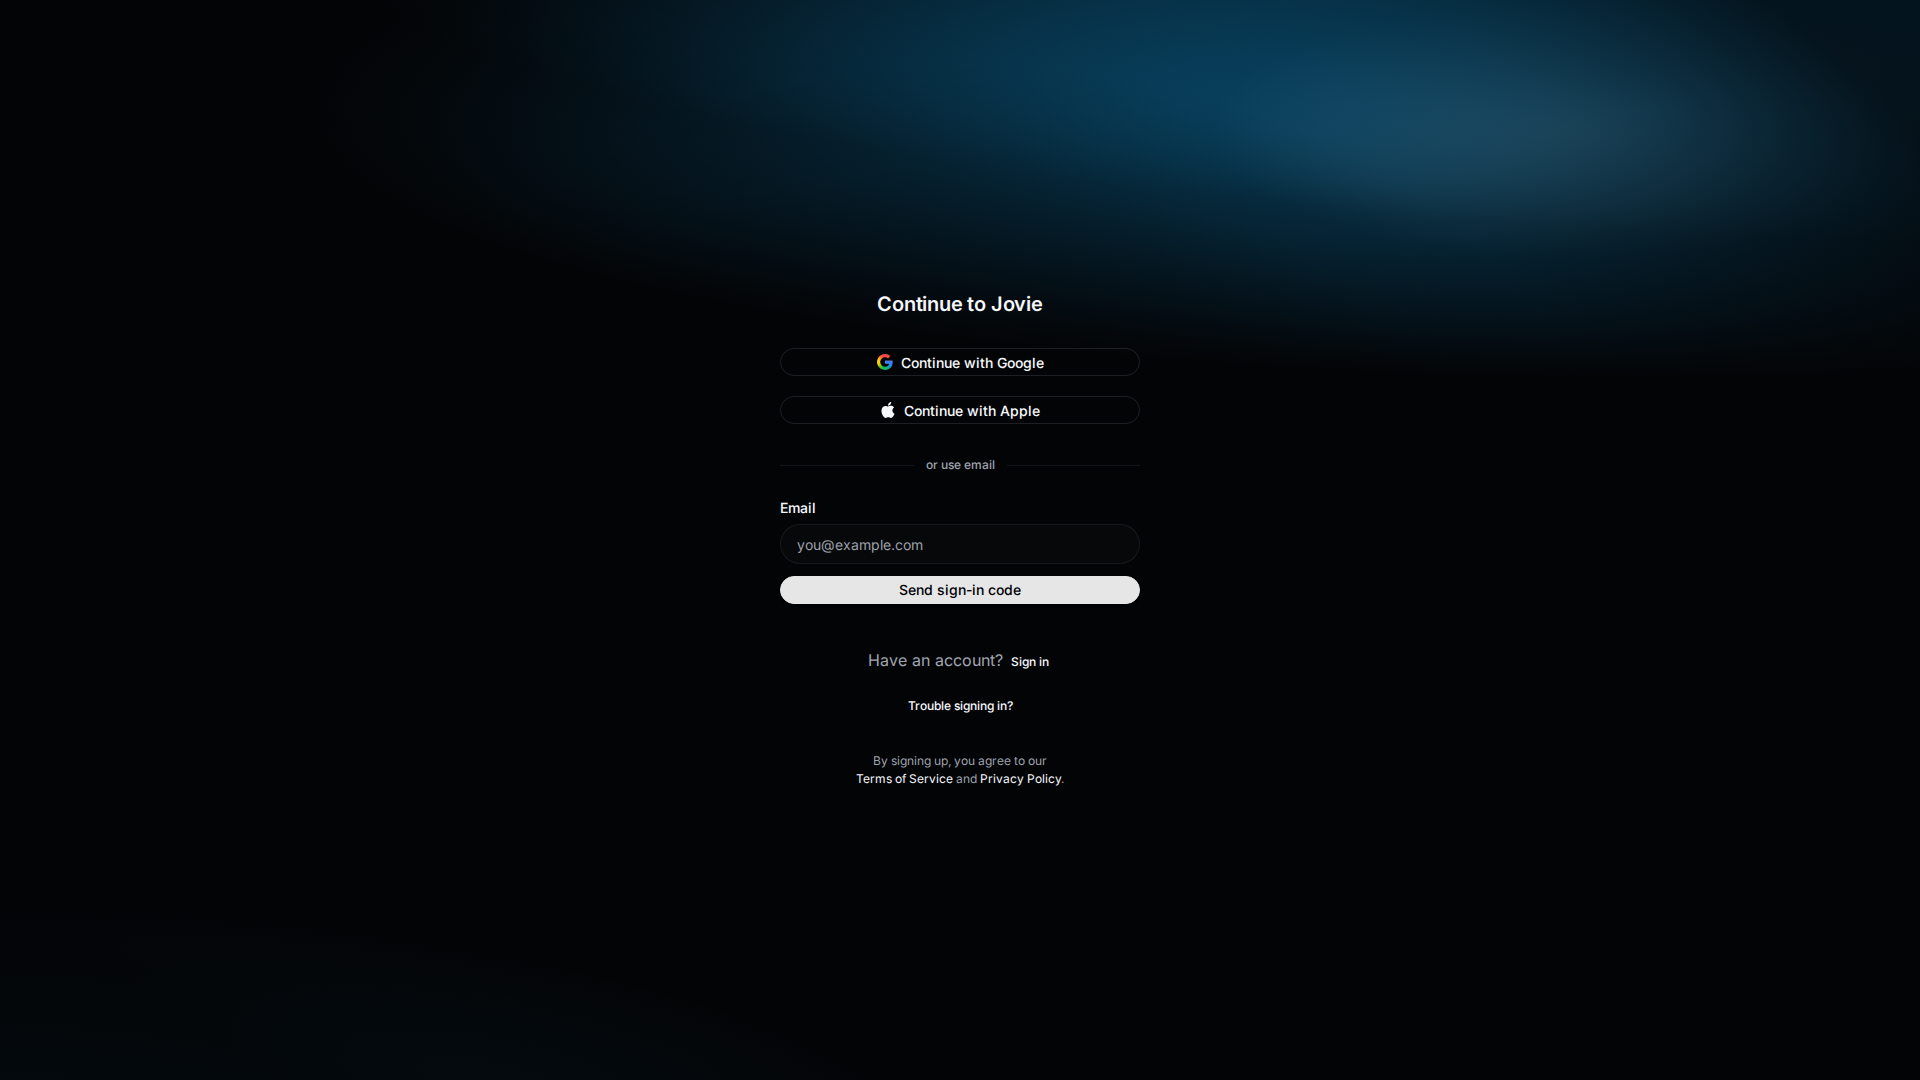 Continue to Jovie
Continue with Google
Continue with Apple
or use email
Email
you@example.com
Send sign-in code
Have an account? Sign in
Trouble signing in?
By signing up, you agree to our
Terms of Service and Privacy Policy.